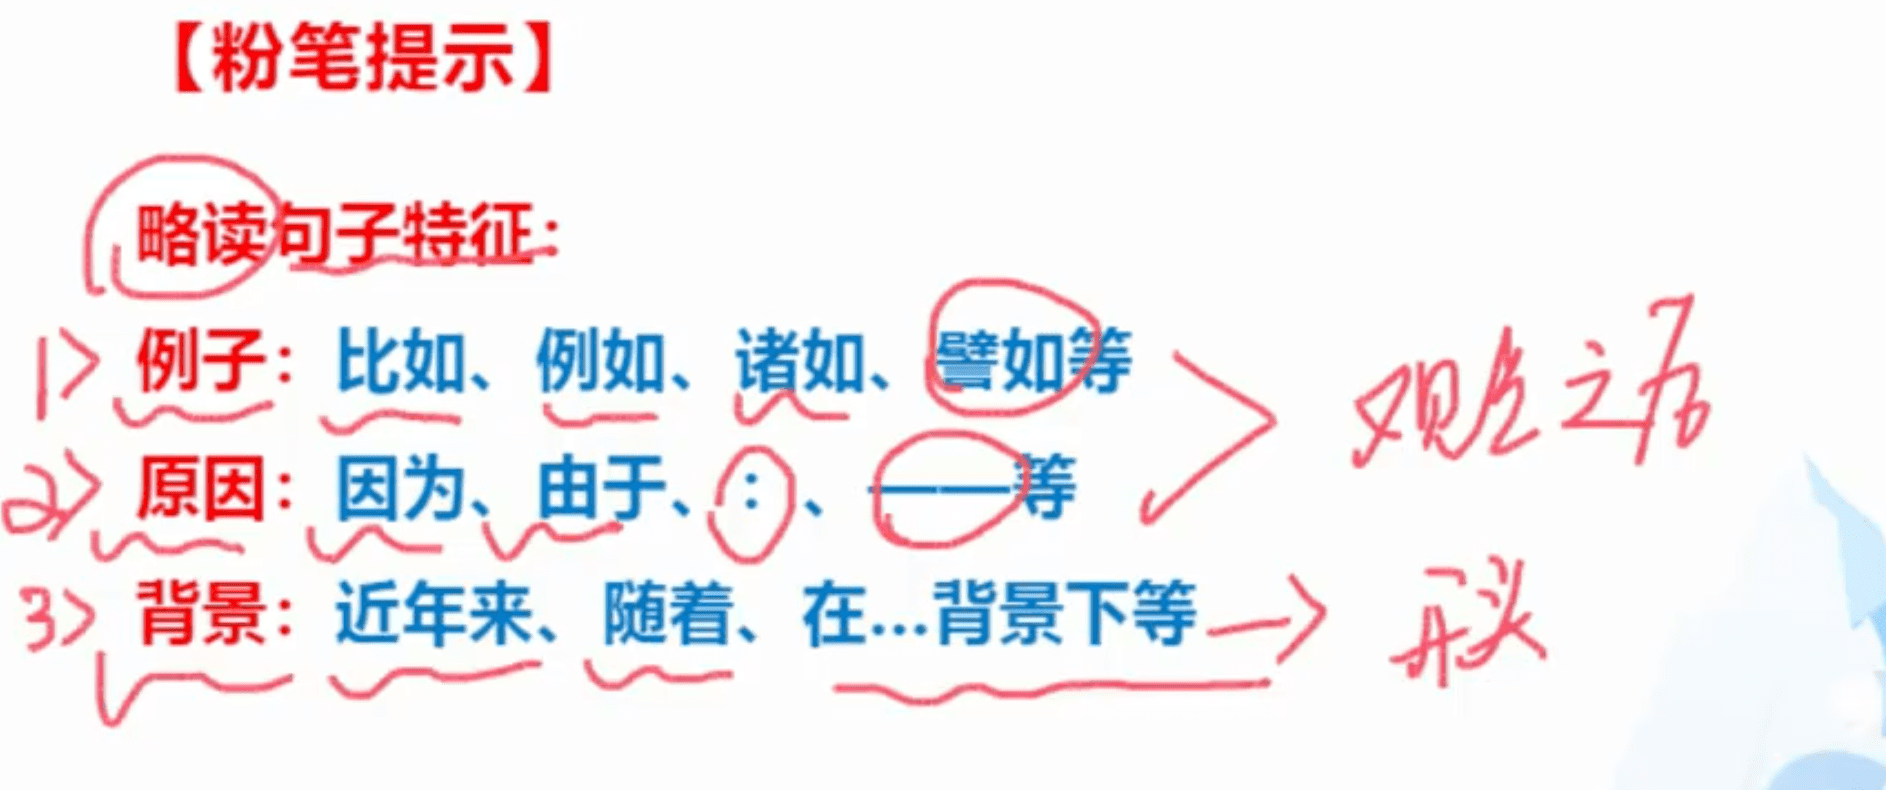 【粉笔提示】
略读句子特征：
1> 例子：比如、例如、诸如、譬如等
2> 原因：因为、由于、：、——等
观点之后
3> 背景：近年来、随着、在...背景下等→开头